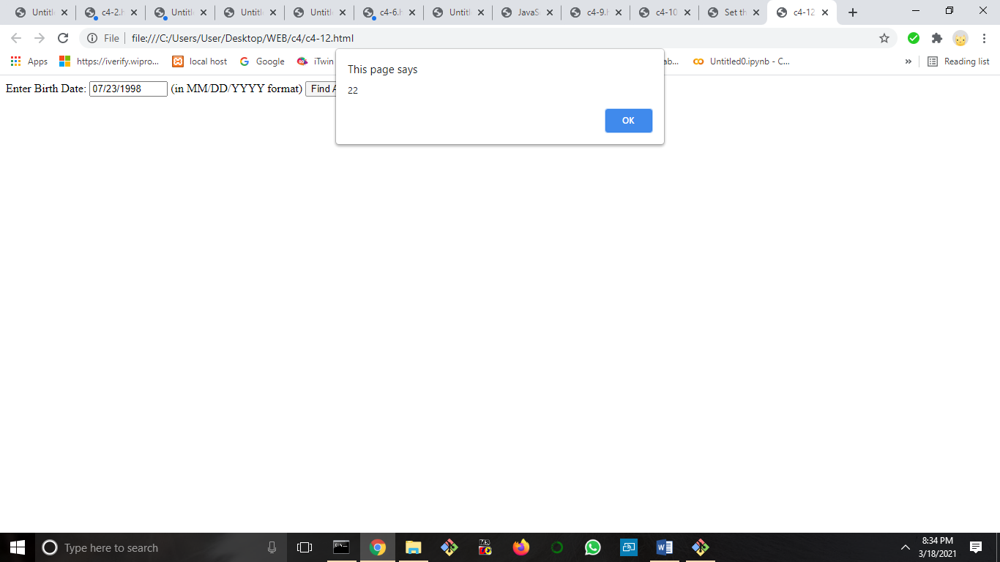 Untitl c4-2.h Untitl Untitl Untitl c4-6.h Untitl JavaS c4-9.h c4-10 Set th c4-12
File file:///C:/Users/User/Desktop/WEB/c4/c4-12.html
Apps https://iverify.wipro... local host Google iTwin ab... Untitled0.ipynb - C... » Reading list
This page says
22
OK
Enter Birth Date: 07/23/1998 (in MM/DD/YYYY format) Find A
Type here to search
8:34 PM
3/18/2021